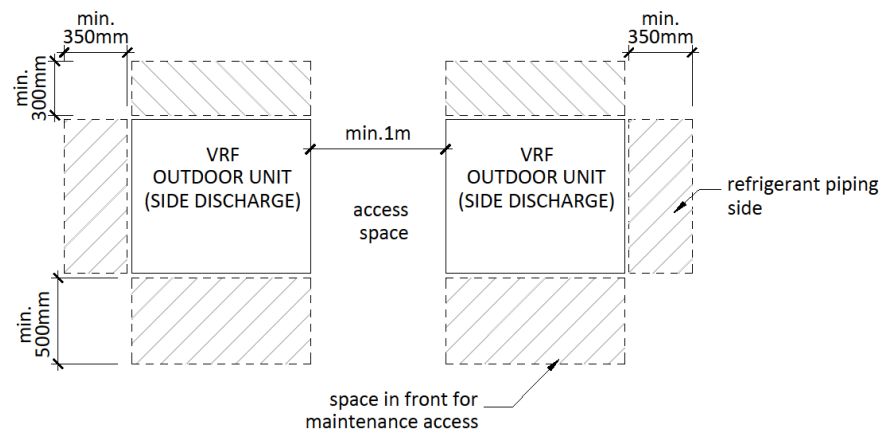 min.
350mm
min.
350mm
min.
300mm
min.1m
VRF
OUTDOOR UNIT
(SIDE DISCHARGE)
VRF
OUTDOOR UNIT
(SIDE DISCHARGE)
access
space
refrigerant piping
side
min.
500mm
space in front for
maintenance access